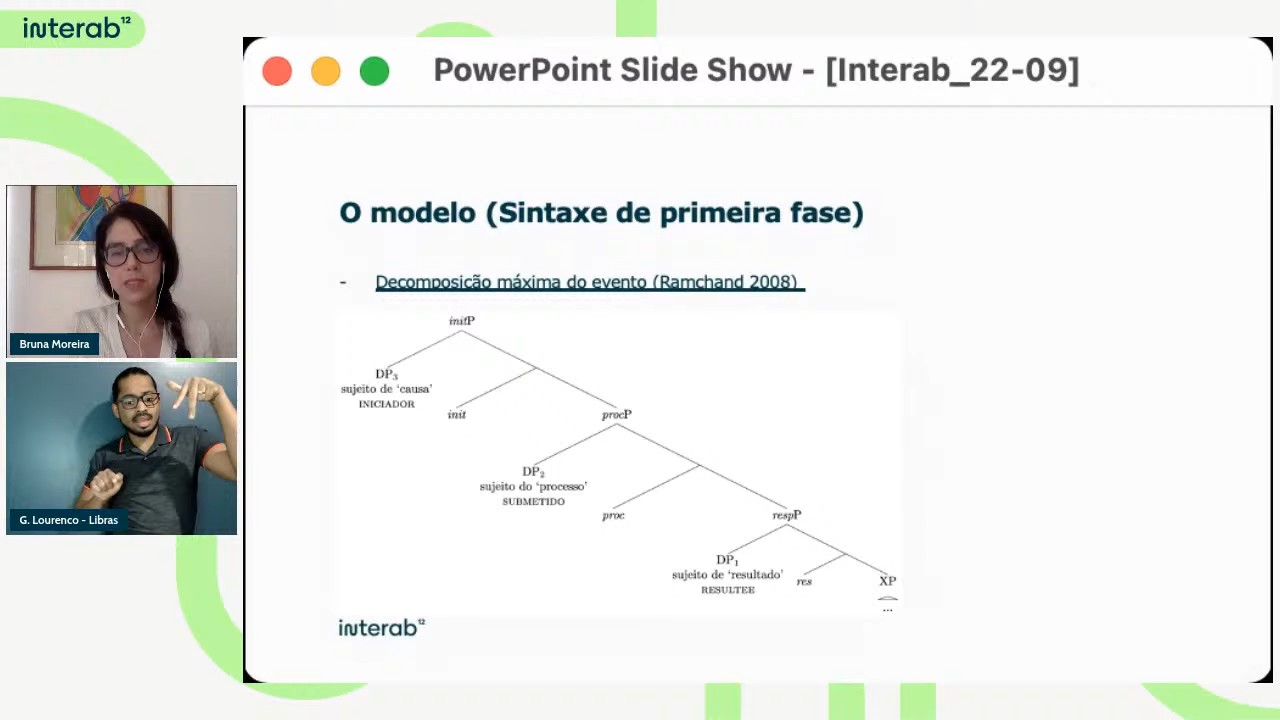 interab¹²
PowerPoint Slide Show - [Interab_22-09]
O modelo (Sintaxe de primeira fase)
- Decomposição máxima do evento (Ramchand 2008)
initP
DP₃
sujeito de ‘causa’
INICIADOR
init
procP
DP₂
sujeito do ‘processo’
SUBMETIDO
proc
respP
DP₁
sujeito de ‘resultado’
RESULTEE
res
XP
...
interab¹²
Bruna Moreira
G. Lourenco - Libras